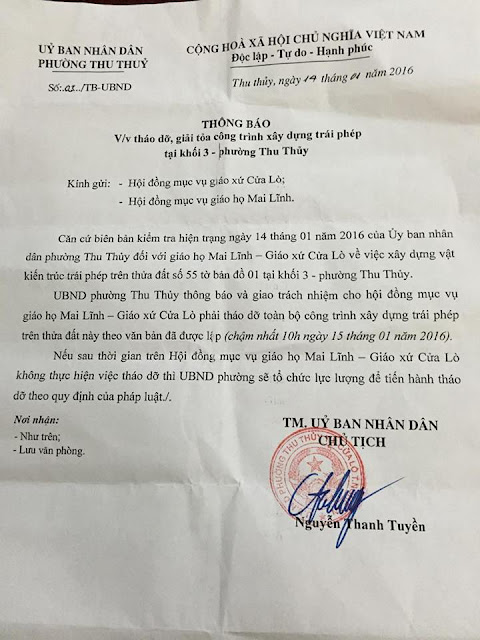 UỶ BAN NHÂN DÂN
PHƯỜNG THU THUỶ
Số:.03../TB-UBND
CỘNG HOÀ XÃ HỘI CHỦ NGHĨA VIỆT NAM
Độc lập - Tự do - Hạnh phúc
Thu thủy, ngày 14 tháng 01 năm 2016
THÔNG BÁO
V/v tháo dỡ, giải tỏa công trình xây dựng trái phép
tại khối 3 - phường Thu Thủy
Kính gửi: - Hội đồng mục vụ giáo xứ Cửa Lò;
- Hội đồng mục vụ giáo họ Mai Lĩnh.
Căn cứ biên bản kiểm tra hiện trạng ngày 14 tháng 01 năm 2016 của Ủy ban nhân
dân phường Thu Thủy đối với giáo họ Mai Lĩnh – Giáo xứ Cửa Lò về việc xây dựng vật
kiến trúc trái phép trên thửa đất số 55 tờ bản đồ 01 tại khối 3 - phường Thu Thủy.
UBND phường Thu Thủy thông báo và giao trách nhiệm cho hội đồng mục vụ
giáo họ Mai Lĩnh – Giáo xứ Cửa Lò phải tháo dỡ toàn bộ công trình xây dựng trái phép
trên thửa đất này theo văn bản đã được lập (chậm nhất 10h ngày 15 tháng 01 năm 2016).
Nếu sau thời gian trên Hội đồng mục vụ giáo họ Mai Lĩnh – Giáo xứ Cửa Lò
không thực hiện việc tháo dỡ thì UBND phường sẽ tổ chức lực lượng để tiến hành tháo
dỡ theo quy định của pháp luật./.
Nơi nhận:
- Như trên;
- Lưu văn phòng.
TM. UỶ BAN NHÂN DÂN
CHỦ TỊCH
Nguyễn Thanh Tuyền